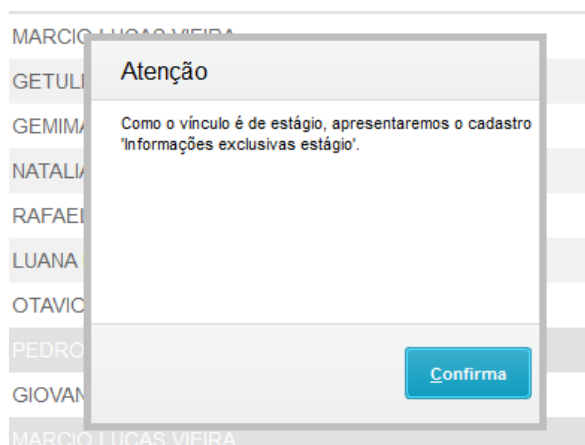 MARCIO LUCAS VIEIRA
Atenção
GETULI
Como o vínculo é de estágio, apresentaremos o cadastro
'Informações exclusivas estágio'.
GEMIMA
NATALIA
RAFAEL
LUANA
OTAVIO
PEDRO
Confirma
GIOVAN
MARCIO LUCAS VIEIRA